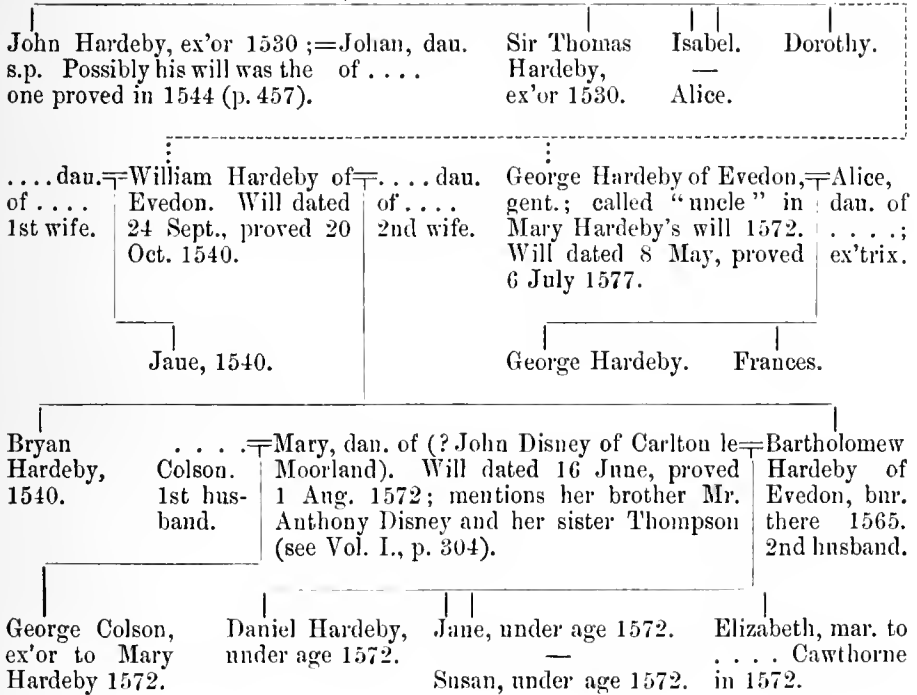 John Hardeby, ex'or 1530 ;=Johan, dau.
s.p. Possibly his will was the of . . . .
one proved in 1544 (p. 457).
Sir Thomas
Hardeby,
ex'or 1530.
Isabel.
—
Alice.
Dorothy.
. . . . dau.
of . . . .
1st wife.
William Hardeby of
Evedon. Will dated
24 Sept., proved 20
Oct. 1540.
. . . . dau.
of . . . .
2nd wife.
George Hardeby of Evedon,
gent.; called "uncle" in
Mary Hardeby's will 1572.
Will dated 8 May, proved
6 July 1577.
Alice,
dau. of
. . . . ;
ex'trix.
Jane, 1540.
George Hardeby.
Frances.
Bryan
Hardeby,
1540.
. . . .
Colson.
1st hus-
band.
Mary, dau. of (? John Disney of Carlton le
Moorland). Will dated 16 June, proved
1 Aug. 1572; mentions her brother Mr.
Anthony Disney and her sister Thompson
(see Vol. I., p. 304).
Bartholomew
Hardeby of
Evedon, bur.
there 1565.
2nd husband.
George Colson,
ex'or to Mary
Hardeby 1572.
Daniel Hardeby,
under age 1572.
Jane, under age 1572.
—
Susan, under age 1572.
Elizabeth, mar. to
. . . . Cawthorne
in 1572.